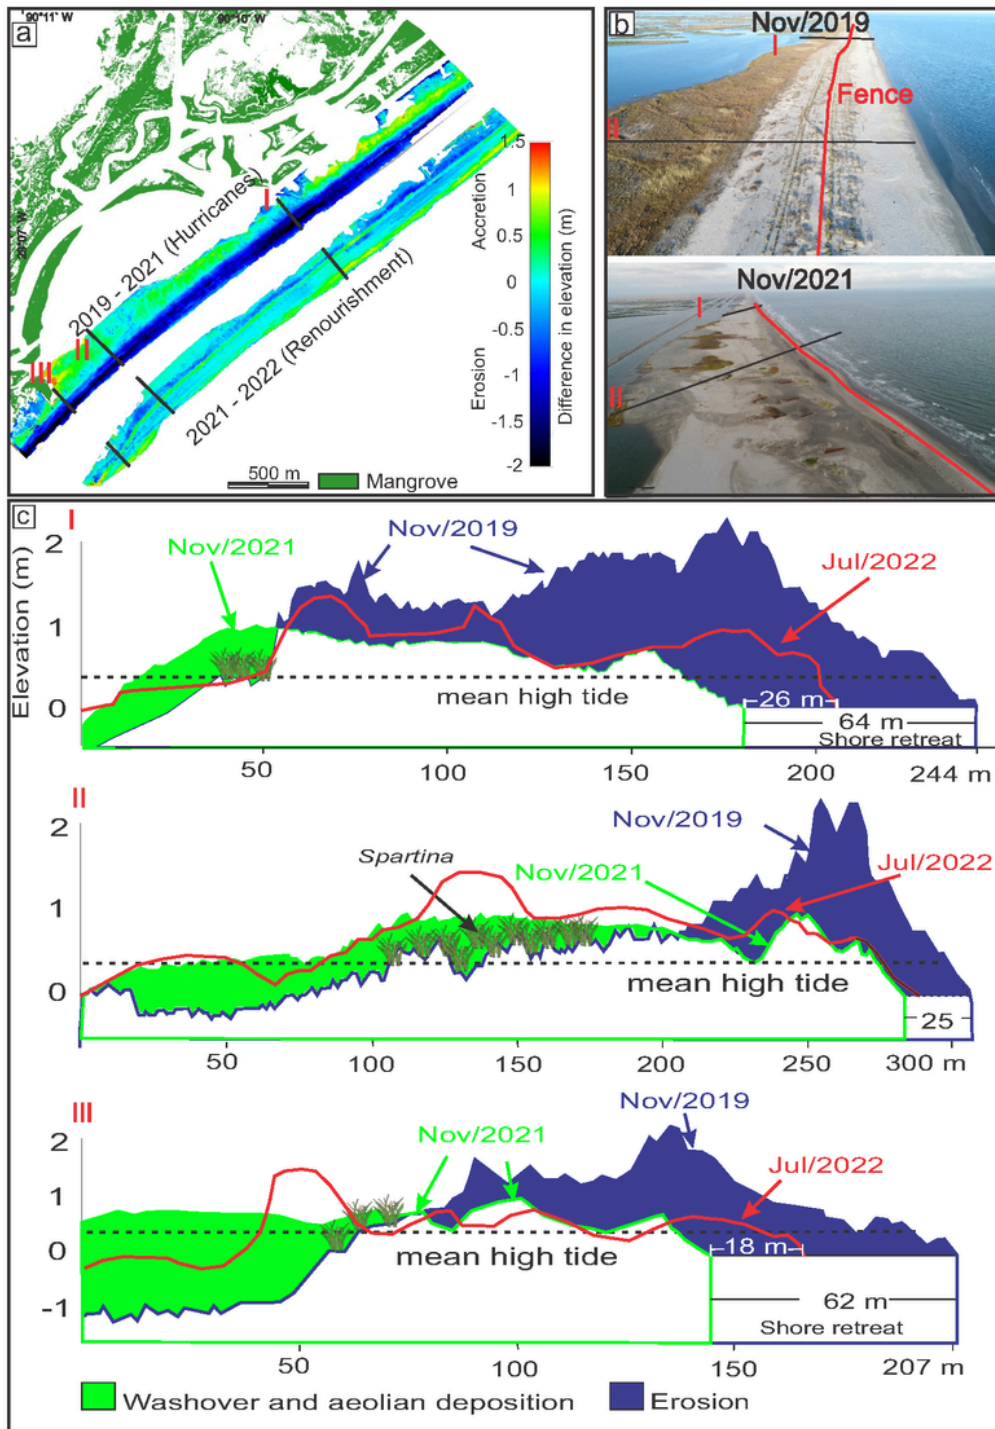 90°11' W
90°10' W
a
29°07' W
2019 - 2021 (Hurricanes)
I
II
III
2021 - 2022 (Renourishment)
500 m
Mangrove
1.5
1
0.5
0
-0.5
-1
-1.5
-2
Accretion
Erosion
Difference in elevation (m)
b
Nov/2019
I
II
Fence
Nov/2021
I
II
c
I
Elevation (m)
2
1
0
Nov/2021
Nov/2019
Jul/2022
mean high tide
26 m
64 m
Shore retreat
50
100
150
200
244 m
II
2
1
0
Nov/2019
Spartina
Nov/2021
Jul/2022
mean high tide
25
50
100
150
200
250
300 m
III
2
1
0
-1
Nov/2019
Nov/2021
Jul/2022
mean high tide
18 m
62 m
Shore retreat
50
100
150
207 m
Washover and aeolian deposition
Erosion